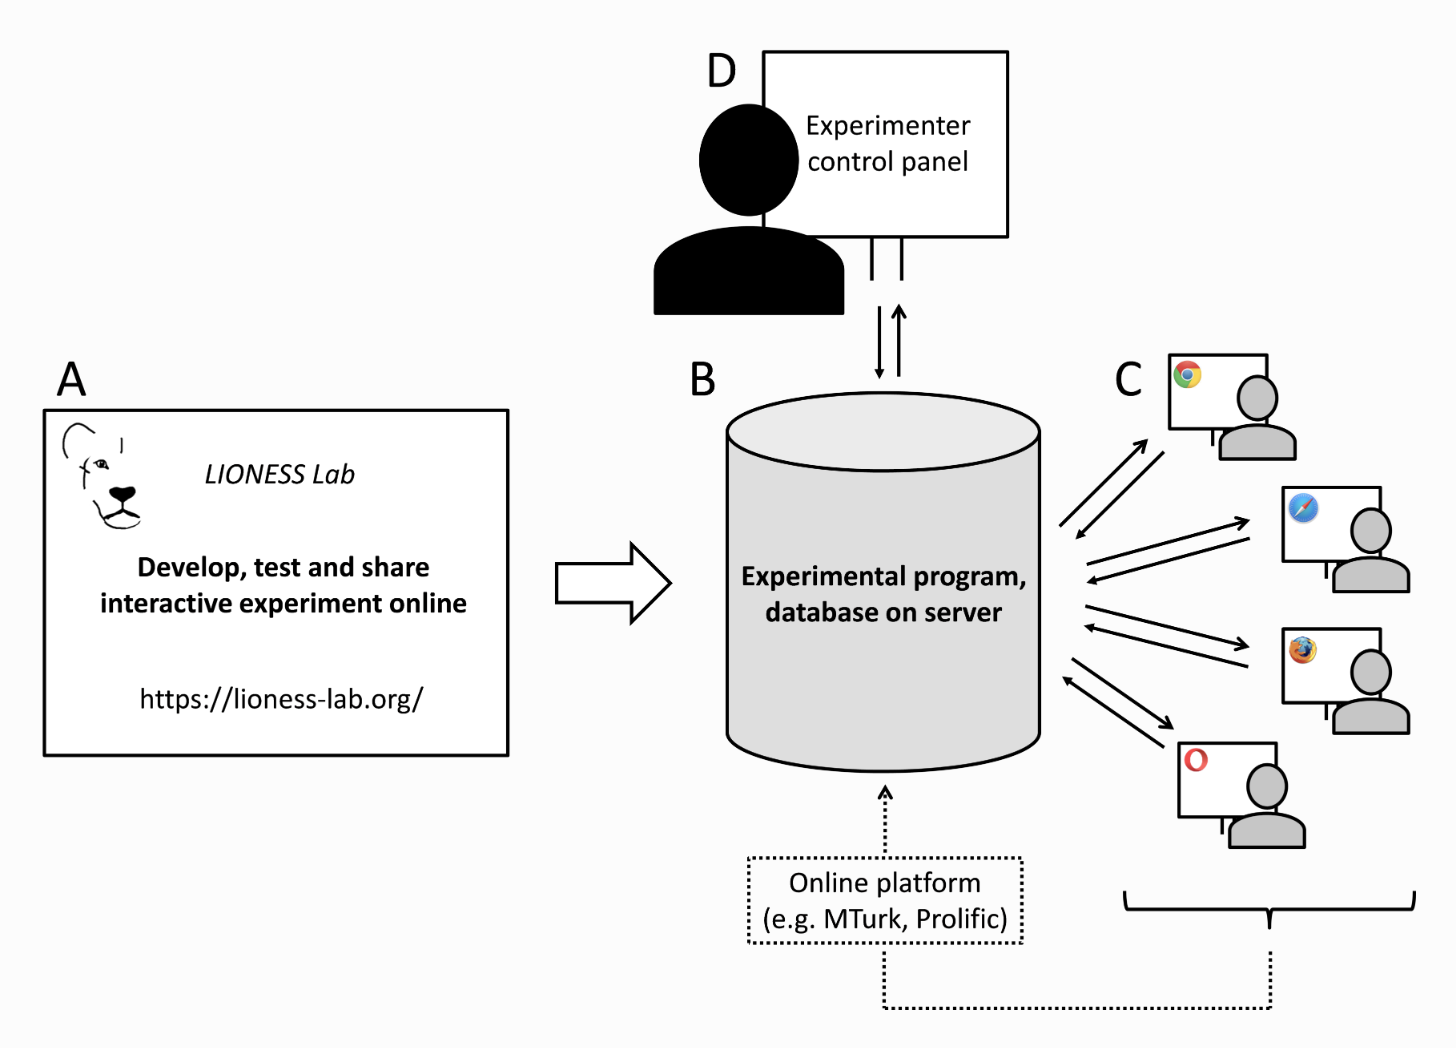 D
Experimenter
control panel
A
LIONESS Lab
Develop, test and share
interactive experiment online
https://lioness-lab.org/
B
Experimental program,
database on server
C
Online platform
(e.g. MTurk, Prolific)